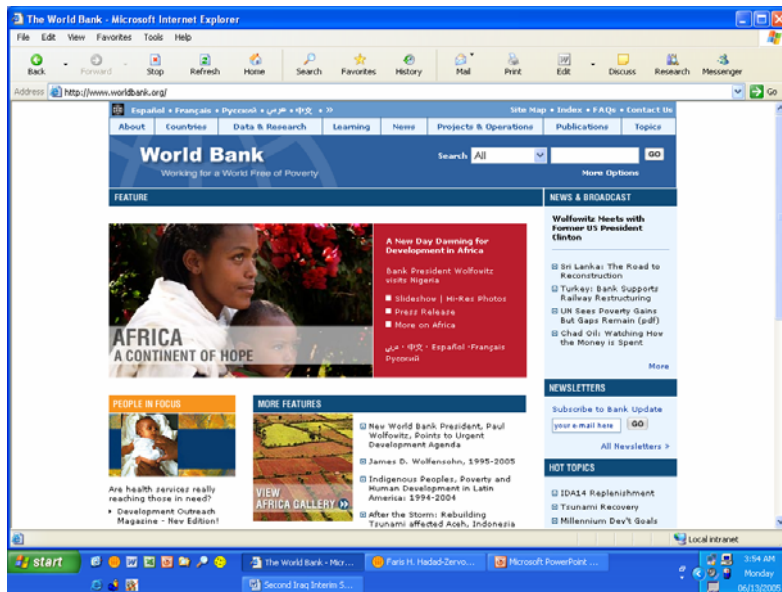 The World Bank - Microsoft Internet Explorer
File Edit View Favorites Tools Help
Back Forward Stop Refresh Home Search Favorites History Mail Print Edit Discuss Research Messenger
Address http://www.worldbank.org/ Go
Español • Français • Русский • عربي • 中文 • » Site Map • Index • FAQs • Contact Us
About Countries Data & Research Learning News Projects & Operations Publications Topics
World Bank
Search All GO
Working for a World Free of Poverty
More Options
FEATURE
A New Day Dawning for
Development in Africa
Bank President Wolfowitz
visits Nigeria
Slideshow | Hi-Res Photos
Press Release
More on Africa
عربي - 中文 - Español -Français
Русский
AFRICA
A CONTINENT OF HOPE
NEWS & BROADCAST
Wolfowitz Meets with
Former US President
Clinton
Sri Lanka: The Road to
Reconstruction
Turkey: Bank Supports
Railway Restructuring
UN Sees Poverty Gains
But Gaps Remain (pdf)
Chad Oil: Watching How
the Money is Spent
More
PEOPLE IN FOCUS
Are health services really
reaching those in need?
Development Outreach
Magazine - New Edition!
MORE FEATURES
VIEW
AFRICA GALLERY »
New World Bank President, Paul
Wolfowitz, Points to Urgent
Development Agenda
James D. Wolfensohn, 1995-2005
Indigenous Peoples, Poverty and
Human Development in Latin
America: 1994-2004
After the Storm: Rebuilding
Tsunami affected Aceh, Indonesia
NEWSLETTERS
Subscribe to Bank Update
your e-mail here GO
All Newsletters >
HOT TOPICS
IDA14 Replenishment
Tsunami Recovery
Millennium Dev't Goals
Local intranet
start
The World Bank - Micr...
Faris H. Hadad-Zervo...
Microsoft PowerPoint ...
Second Iraq Interim S...
3:54 AM
Monday
06/13/2005